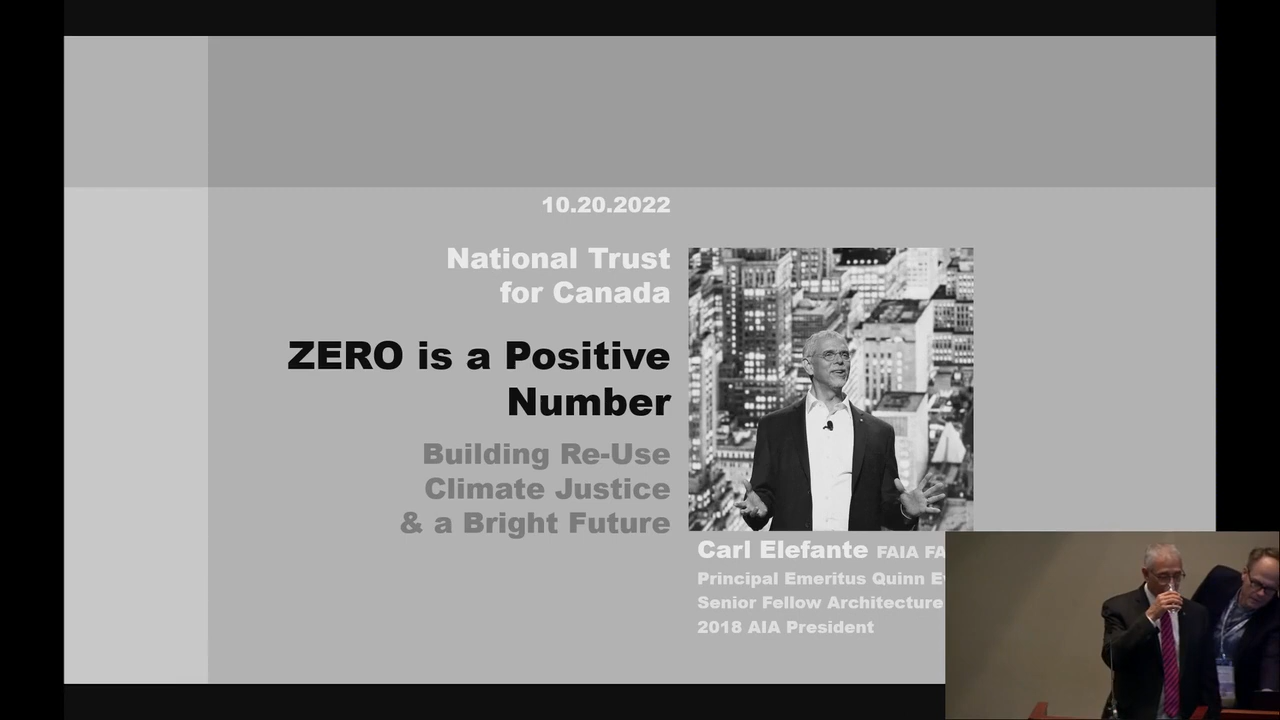 10.20.2022
National Trust
for Canada
ZERO is a Positive
Number
Building Re-Use
Climate Justice
& a Bright Future
Carl Elefante FAIA
Principal Emeritus Quinn
Senior Fellow Architecture
2018 AIA President